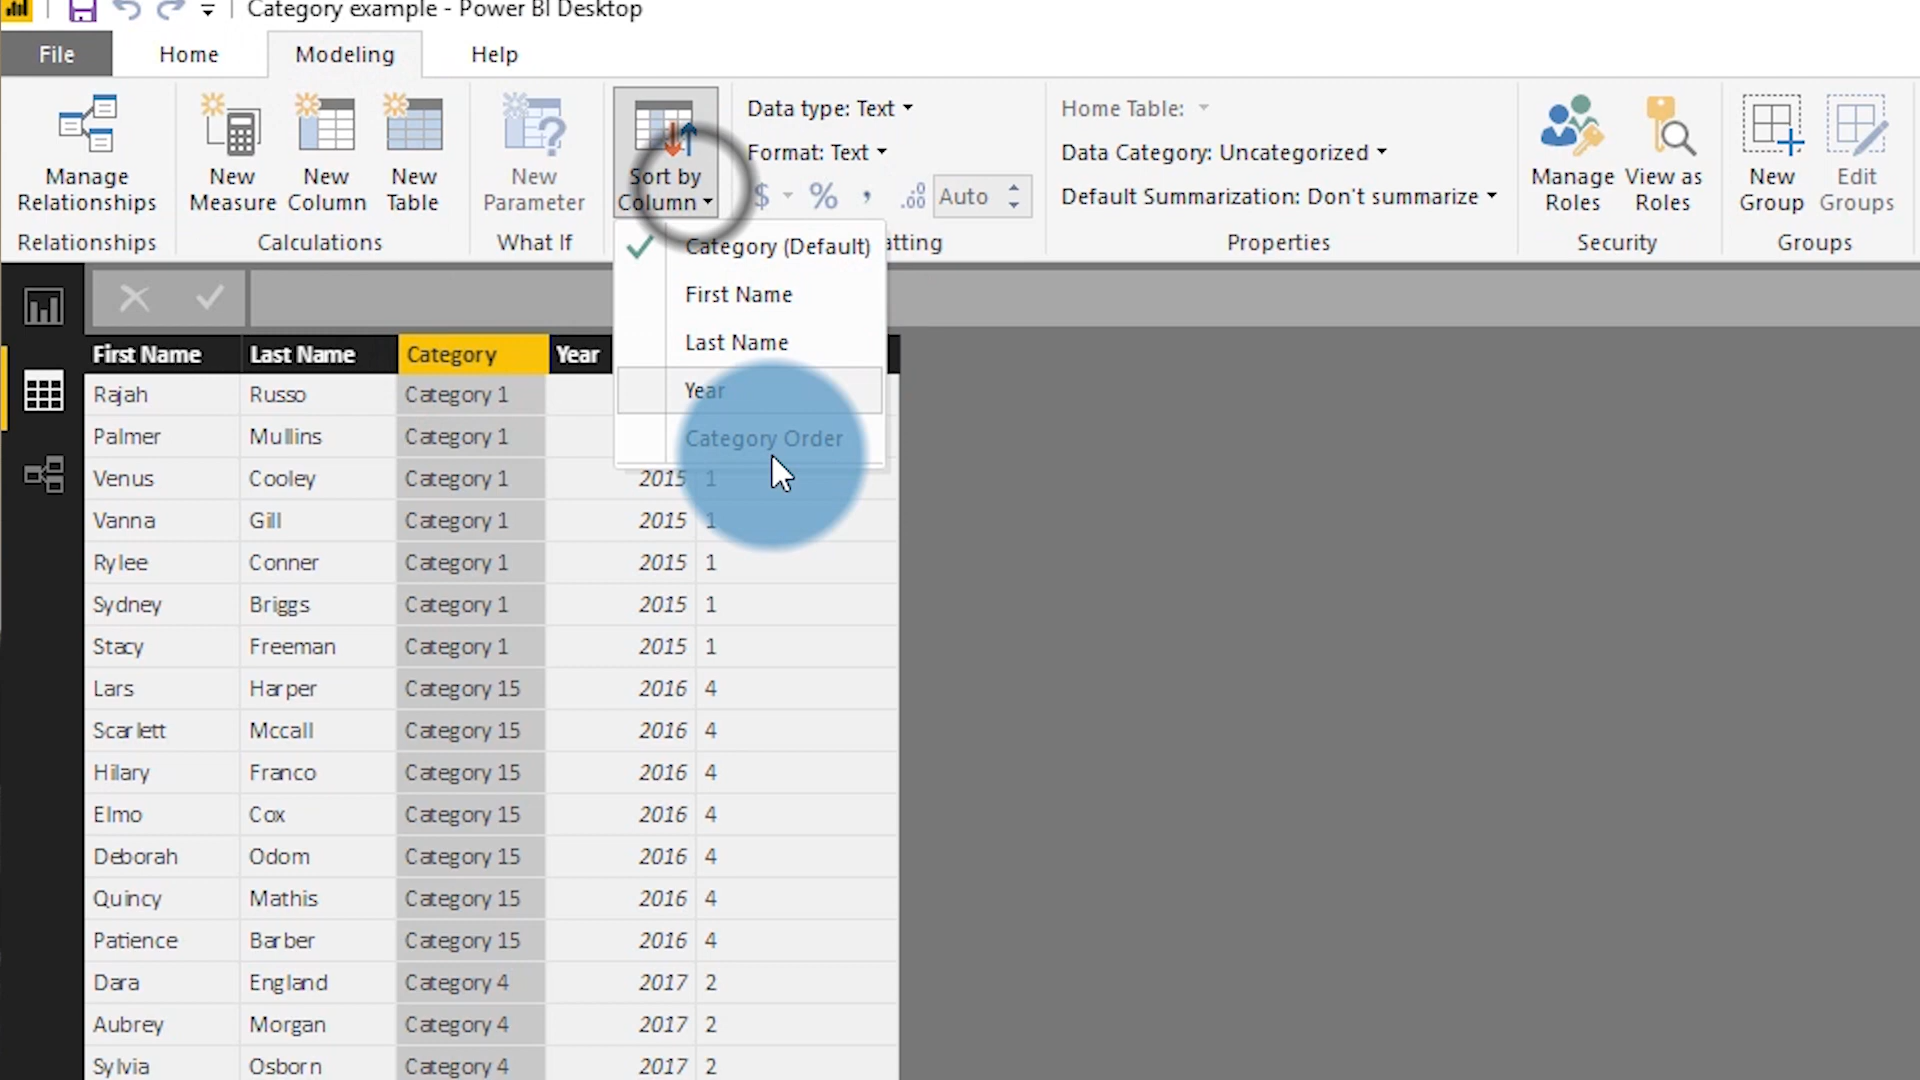 Category example - Power BI Desktop
File Home Modeling Help
Manage Relationships
New Measure
New Column
New Table
New Parameter
Sort by Column
Data type: Text
Format: Text
$ % , .00 Auto
Home Table:
Data Category: Uncategorized
Default Summarization: Don't summarize
Manage Roles
View as Roles
New Group
Edit Groups
Relationships Calculations What If atting Properties Security Groups
Category (Default)
First Name
Last Name
Year
Category Order
First Name Last Name Category Year
Rajah Russo Category 1
Palmer Mullins Category 1
Venus Cooley Category 1 2015 1
Vanna Gill Category 1 2015 1
Rylee Conner Category 1 2015 1
Sydney Briggs Category 1 2015 1
Stacy Freeman Category 1 2015 1
Lars Harper Category 15 2016 4
Scarlett Mccall Category 15 2016 4
Hilary Franco Category 15 2016 4
Elmo Cox Category 15 2016 4
Deborah Odom Category 15 2016 4
Quincy Mathis Category 15 2016 4
Patience Barber Category 15 2016 4
Dara England Category 4 2017 2
Aubrey Morgan Category 4 2017 2
Sylvia Osborn Category 4 2017 2